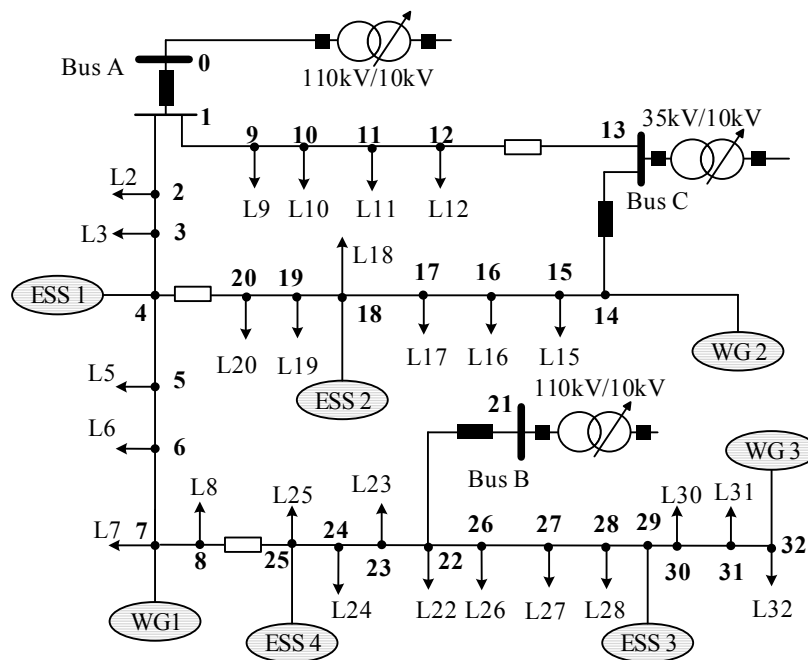 Bus A
0
110kV/10kV
1
9
10
11
12
13
35kV/10kV
L2
2
L9
L10
L11
L12
Bus C
L3
3
L18
ESS 1
4
20
19
18
17
16
15
14
L20
L19
L17
L16
L15
WG 2
L5
5
ESS 2
21
110kV/10kV
L6
6
Bus B
WG 3
L8
L25
L23
L30
L31
L7
7
8
25
24
23
22
26
27
28
29
30
31
32
WG1
L24
L22
L26
L27
L28
L32
ESS 4
ESS 3